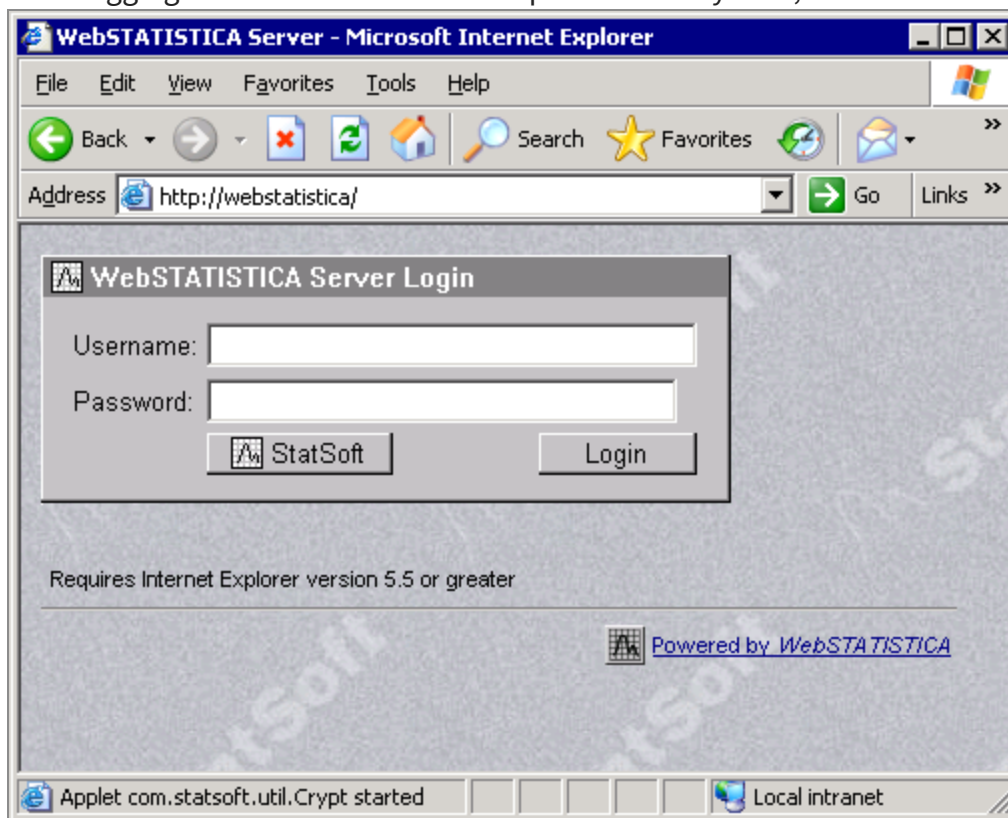 WebSTATISTICA Server - Microsoft Internet Explorer
File Edit View Favorites Tools Help
Back Search Favorites »
Address http://webstatistica/ Go Links »
WebSTATISTICA Server Login
Username:
Password:
StatSoft Login
Requires Internet Explorer version 5.5 or greater
Powered by WebSTATISTICA
StatSoft
Applet com.statsoft.util.Crypt started Local intranet